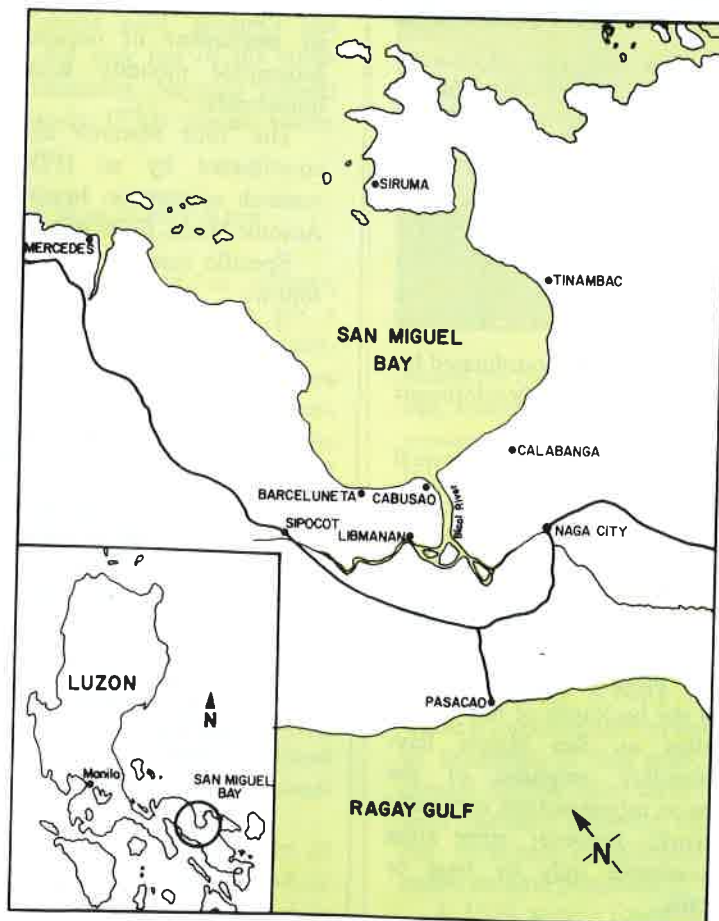 SIRUMA
MERCEDES
TINAMBAC
SAN MIGUEL
BAY
CALABANGA
BARCELUNETA
CABUSAO
Bicol River
SIPOCOT
LIBMANAN
NAGA CITY
PASACAO
RAGAY GULF
N
LUZON
N
Manila
SAN MIGUEL
BAY